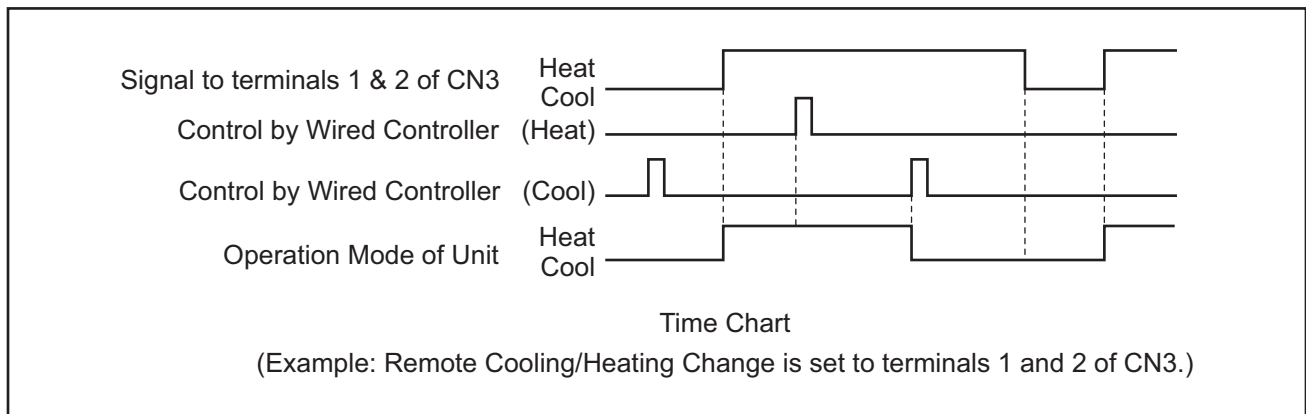 Signal to terminals 1 & 2 of CN3 Heat
Cool
Control by Wired Controller (Heat)
Control by Wired Controller (Cool)
Operation Mode of Unit Heat
Cool
Time Chart
(Example: Remote Cooling/Heating Change is set to terminals 1 and 2 of CN3.)